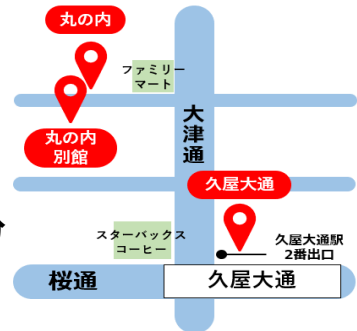 丸の内
ファミリー
マート
丸の内
別館
大津通
久屋大通
スターバックス
コーヒー
久屋大通駅
2番出口
桜通
久屋大通